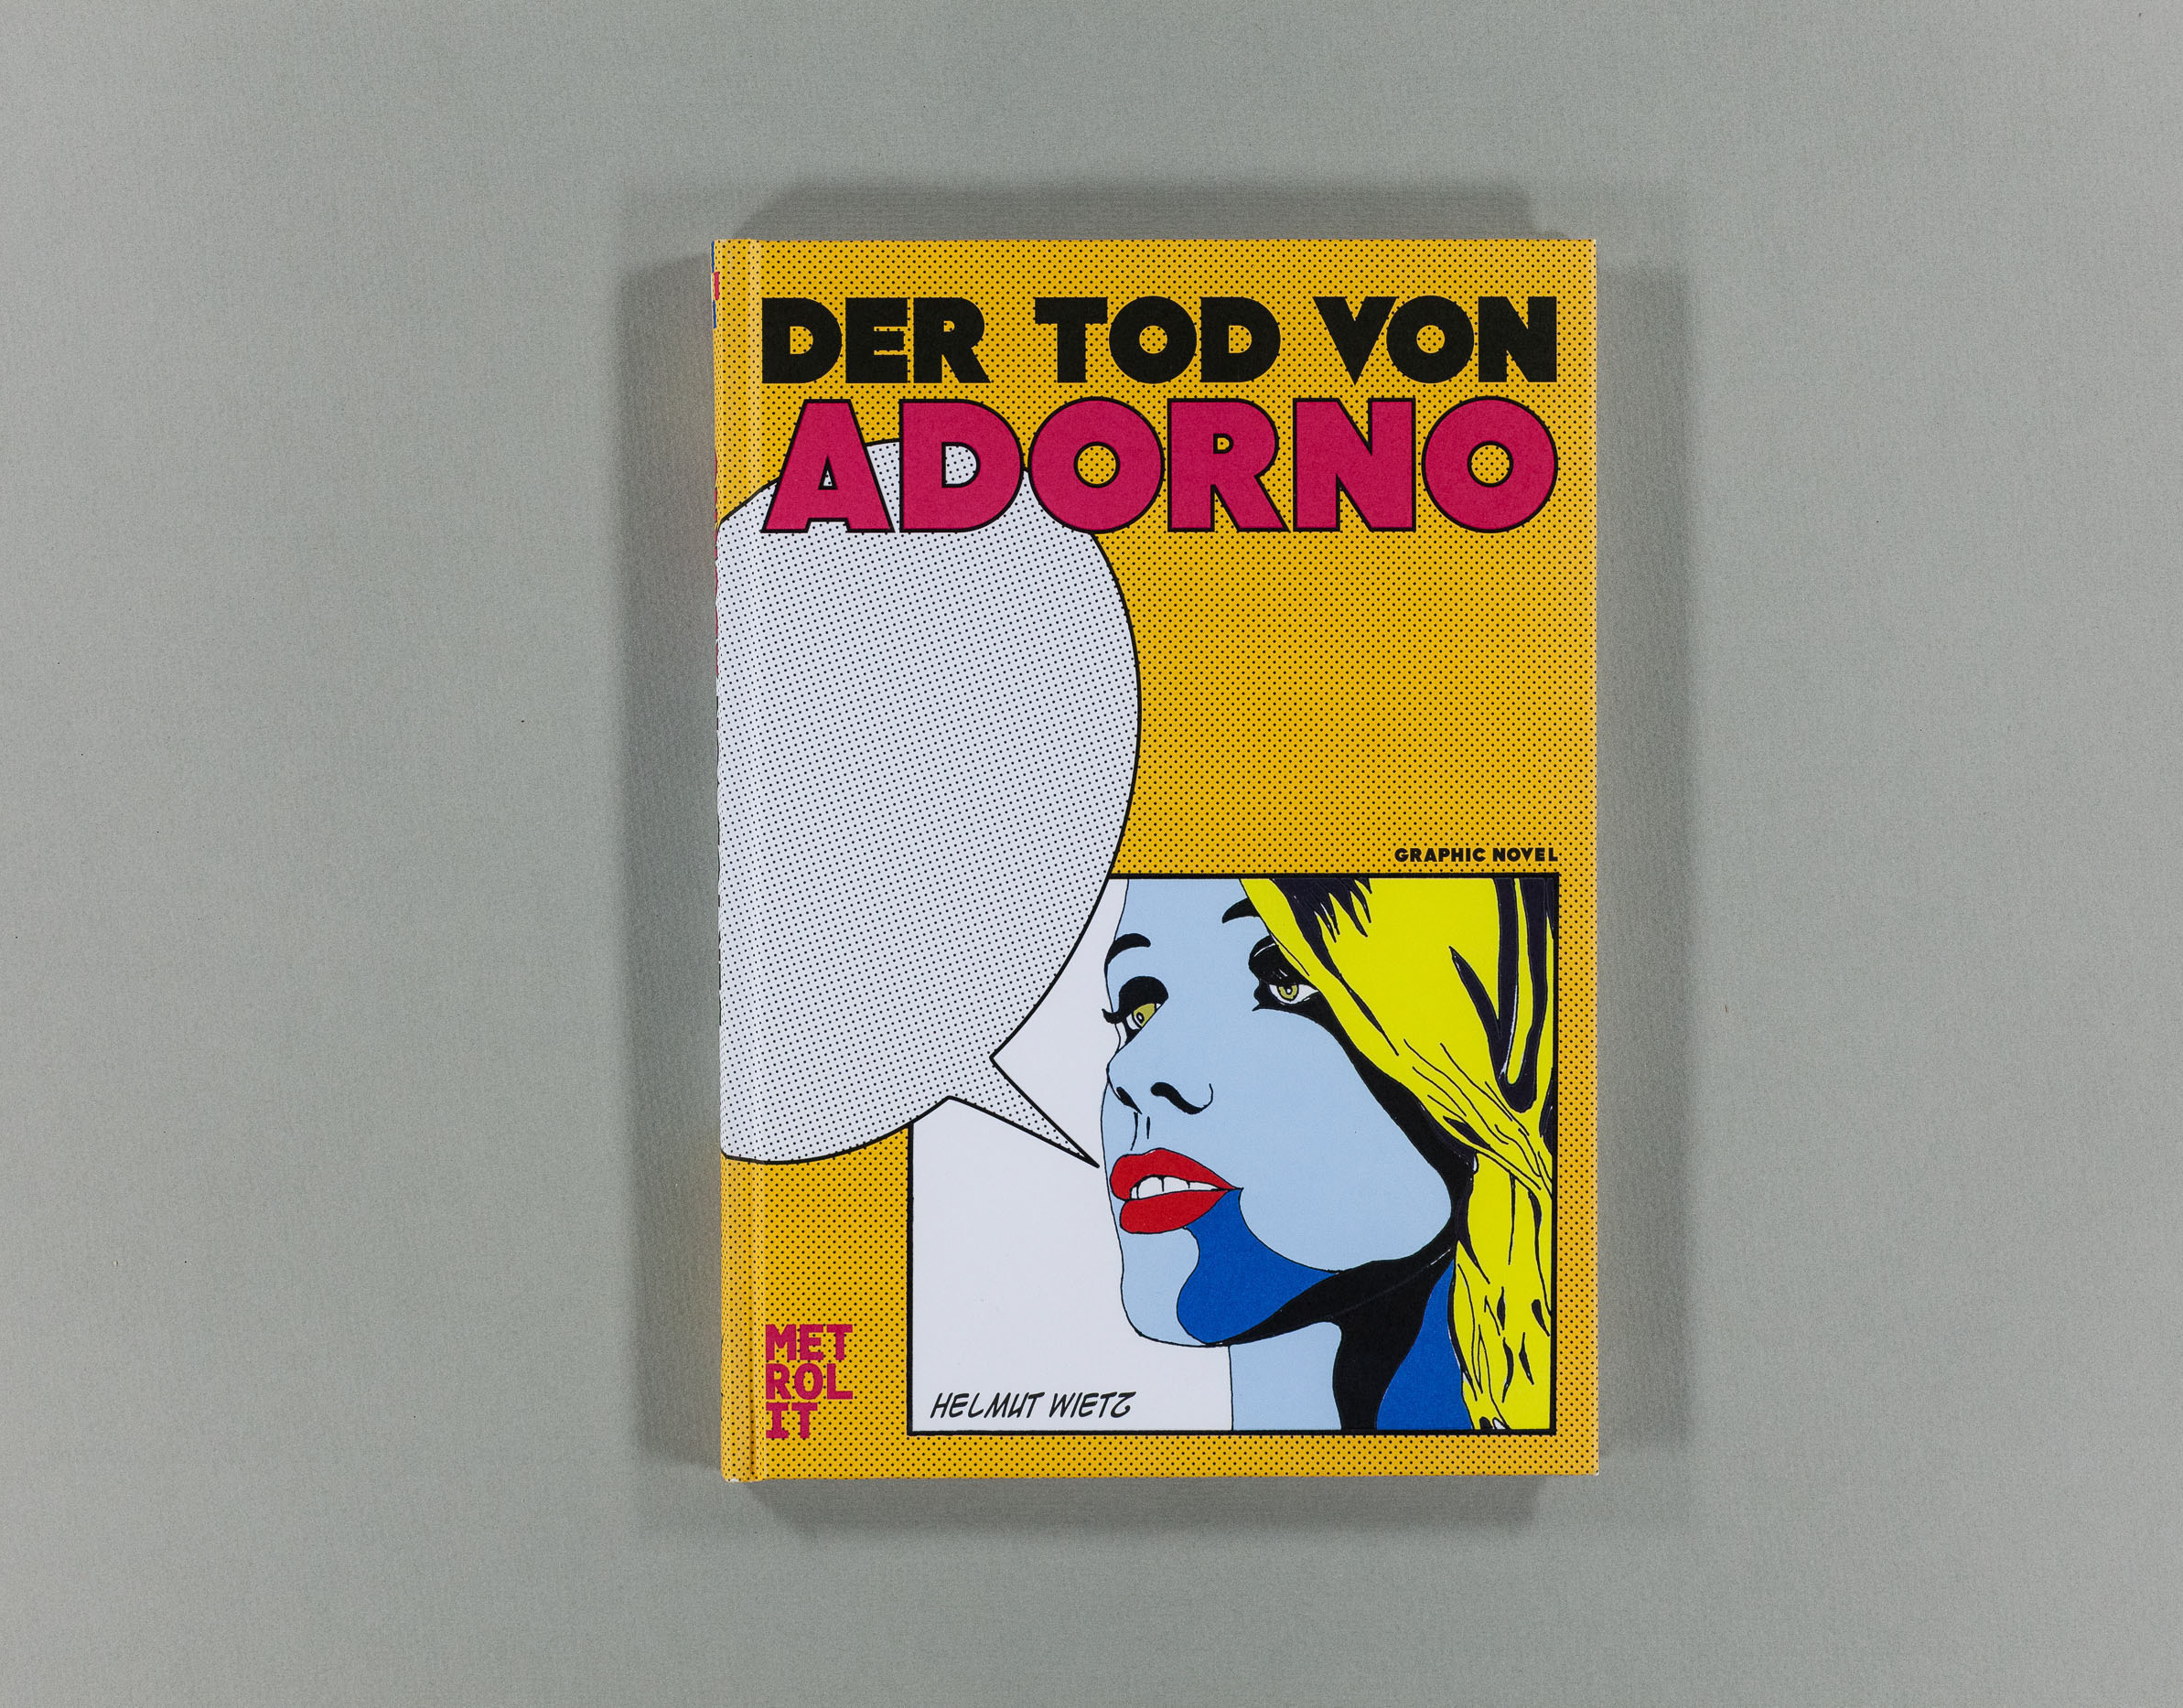 DER TOD VON
ADORNO
GRAPHIC NOVEL
HELMUT WIETZ
MET
ROL
IT